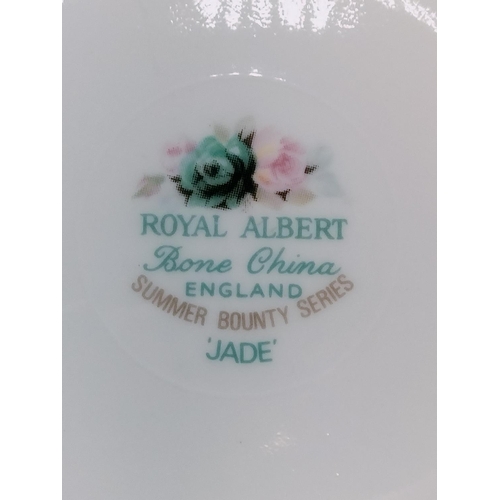 ROYAL ALBERT
Bone China
ENGLAND
SUMMER BOUNTY SERIES
'JADE'